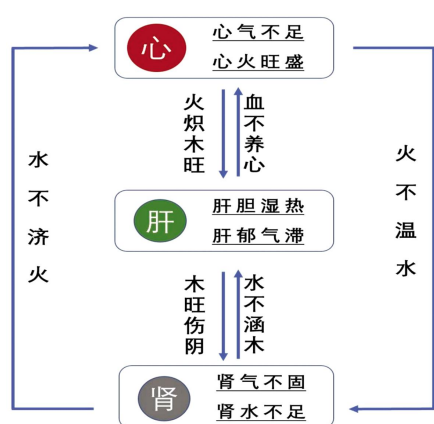 心
心气不足
心火旺盛
火炽木旺
血不养心
水不济火
火不温水
肝
肝胆湿热
肝郁气滞
木旺伤阴
水不涵木
肾
肾气不固
肾水不足